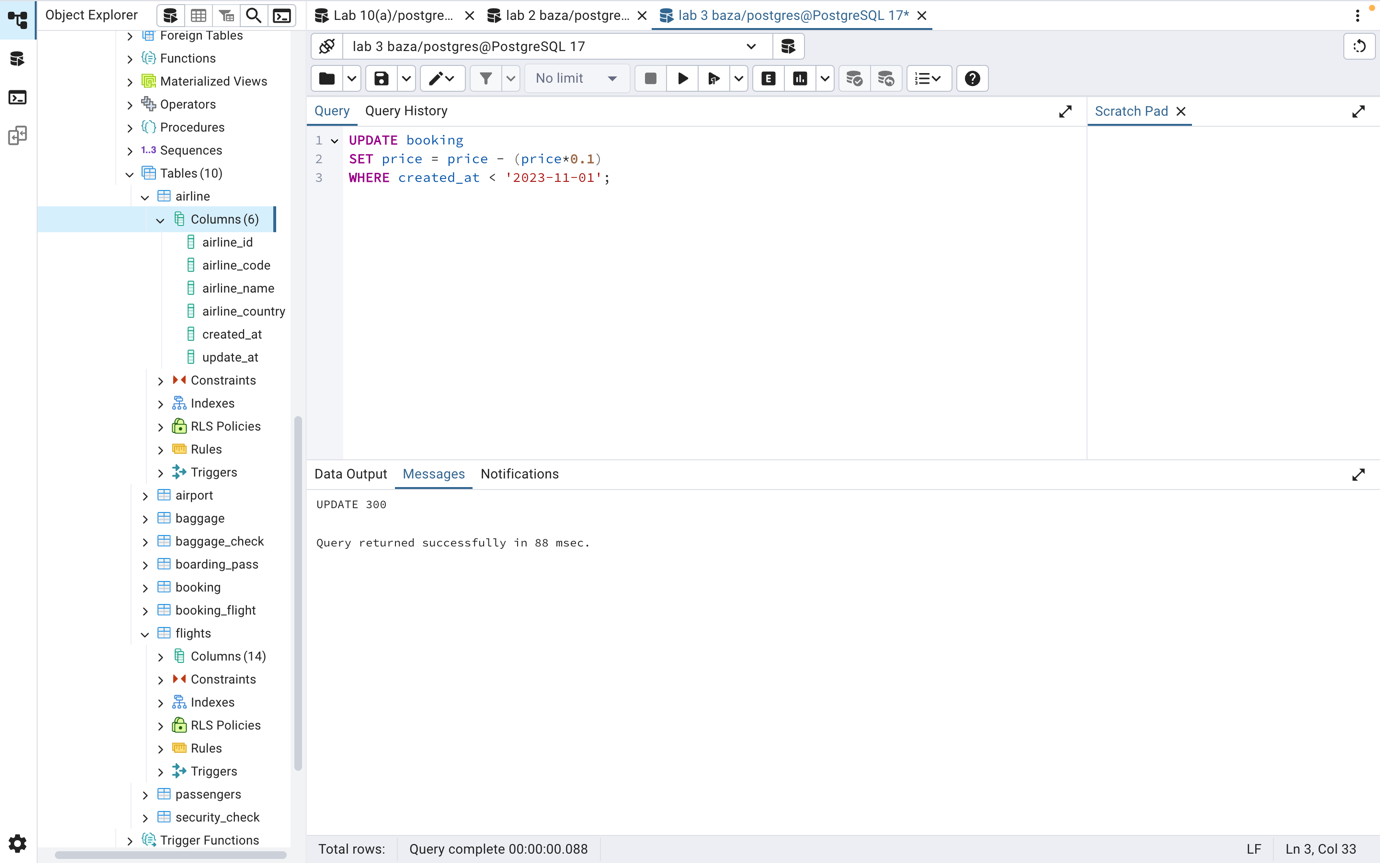 Object Explorer
Lab 10(a)/postgre...
lab 2 baza/postgre...
lab 3 baza/postgres@PostgreSQL 17*
Foreign Tables
Functions
Materialized Views
Operators
Procedures
1..3 Sequences
Tables (10)
airline
Columns (6)
airline_id
airline_code
airline_name
airline_country
created_at
update_at
Constraints
Indexes
RLS Policies
Rules
Triggers
airport
baggage
baggage_check
boarding_pass
booking
booking_flight
flights
Columns (14)
Constraints
Indexes
RLS Policies
Rules
Triggers
passengers
security_check
Trigger Functions
lab 3 baza/postgres@PostgreSQL 17
No limit
E
Query
Query History
Scratch Pad
1 UPDATE booking
2 SET price = price - (price*0.1)
3 WHERE created_at < '2023-11-01';
Data Output
Messages
Notifications
UPDATE 300
Query returned successfully in 88 msec.
Total rows:
Query complete 00:00:00.088
LF
Ln 3, Col 33